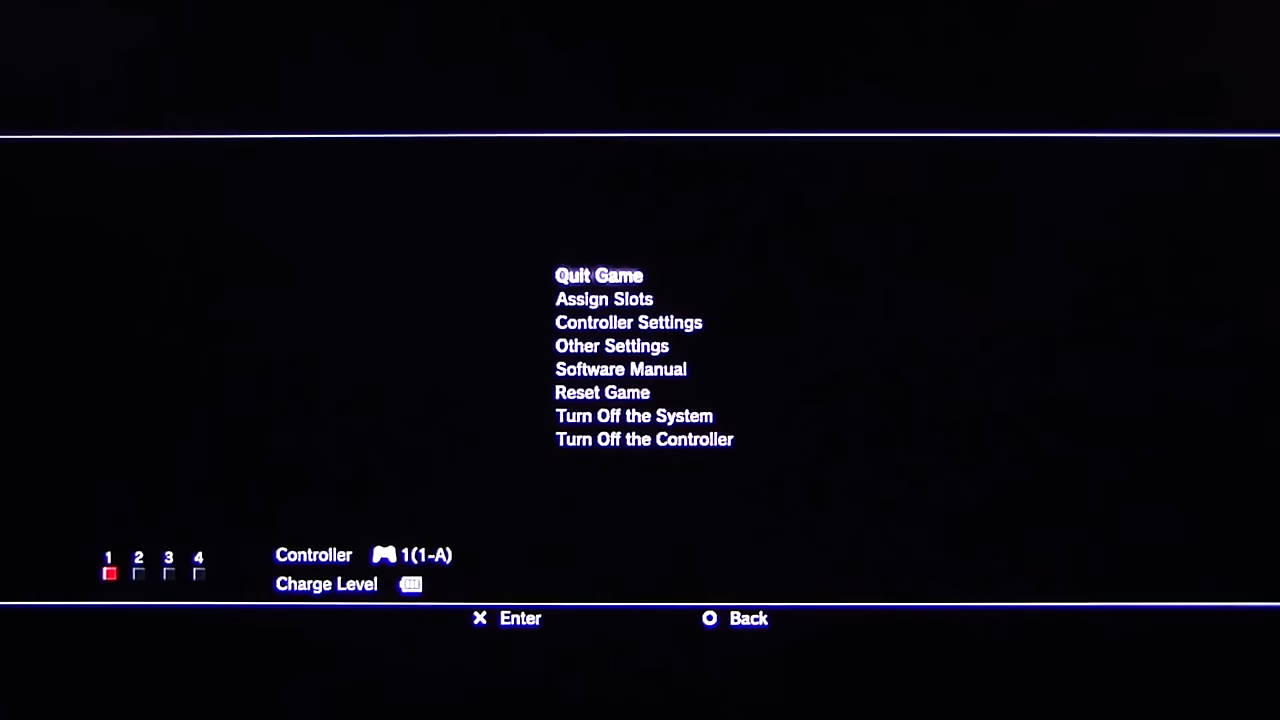 Quit Game
Assign Slots
Controller Settings
Other Settings
Software Manual
Reset Game
Turn Off the System
Turn Off the Controller
1 2 3 4
Controller 1(1-A)
Charge Level
Enter Back